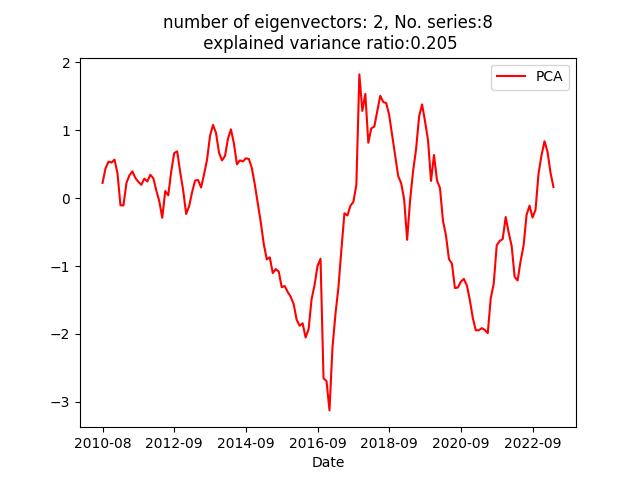 number of eigenvectors: 2, No. series:8
explained variance ratio:0.205
PCA
2
1
0
−1
−2
−3
2010-08 2012-09 2014-09 2016-09 2018-09 2020-09 2022-09
Date